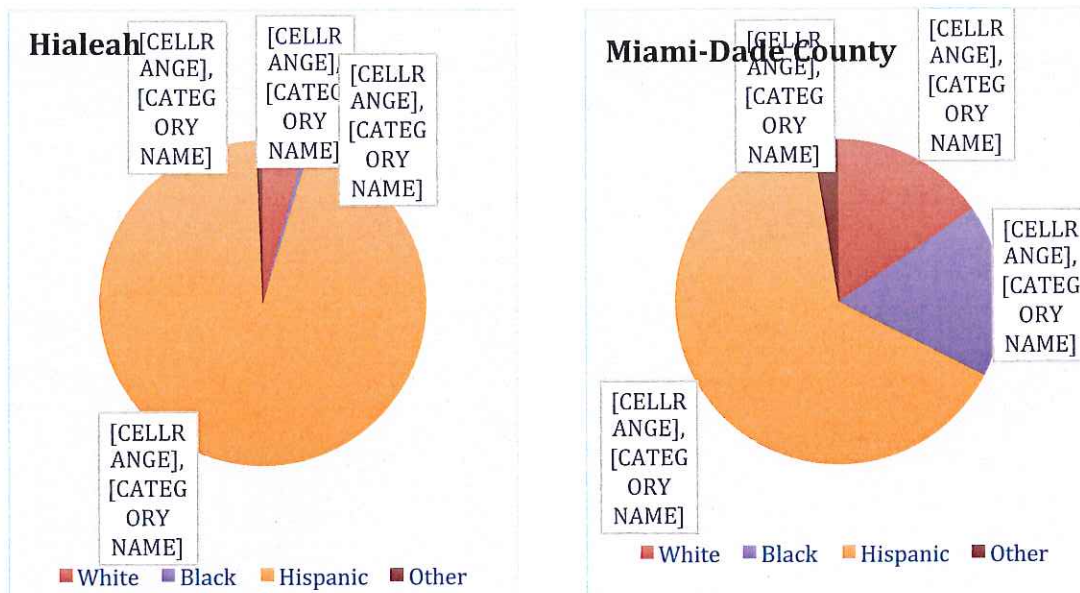 Hialeah
[CELLR
ANGE],
[CATEG
ORY
NAME]
[CELLR
ANGE],
[CATEG
ORY
NAME]
[CELLR
ANGE],
[CATEG
ORY
NAME]
[CELLR
ANGE],
[CATEG
ORY
NAME]
White Black Hispanic Other
Miami-Dade County
[CELLR
ANGE],
[CATEG
ORY
NAME]
[CELLR
ANGE],
[CATEG
ORY
NAME]
[CELLR
ANGE],
[CATEG
ORY
NAME]
[CELLR
ANGE],
[CATEG
ORY
NAME]
White Black Hispanic Other